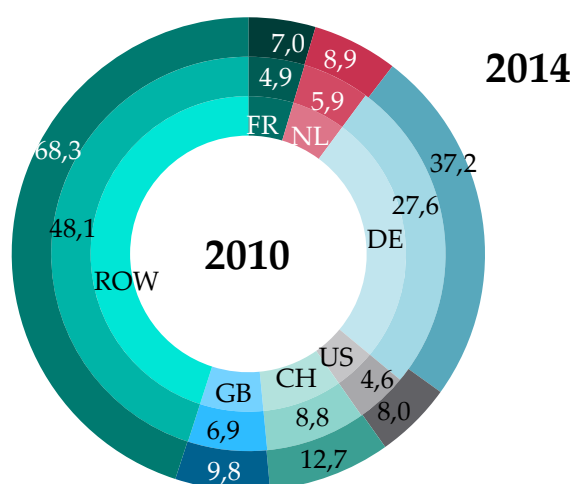 7,0
8,9
2014
4,9
5,9
FR
NL
68,3
37,2
27,6
48,1
DE
2010
ROW
US
CH
4,6
GB
8,8
8,0
6,9
12,7
9,8